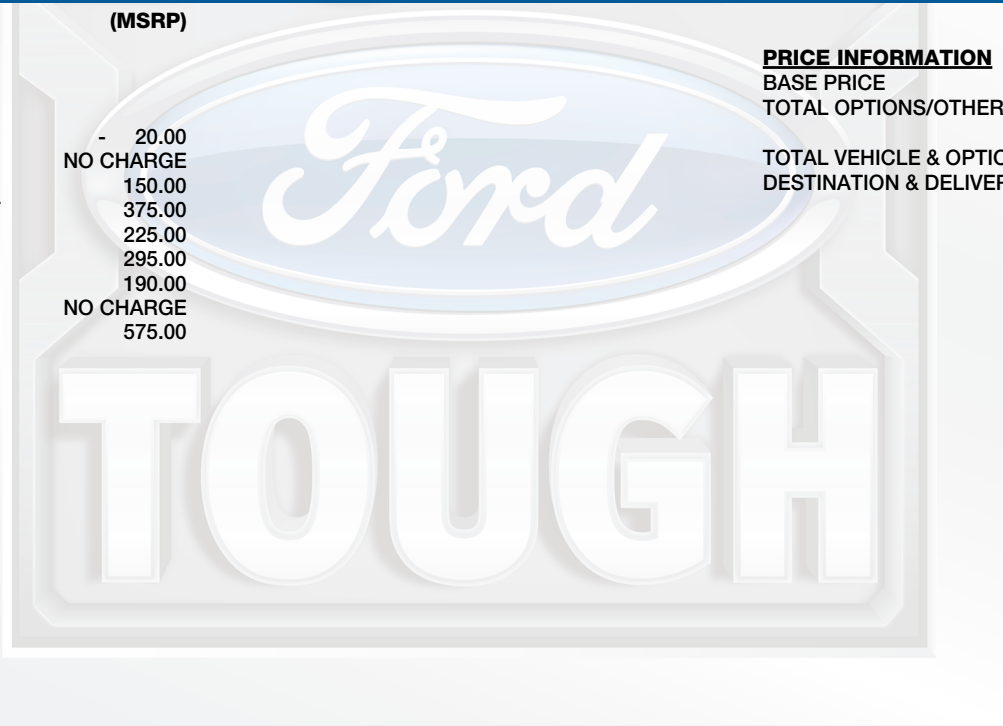 (MSRP)
- 20.00
NO CHARGE
150.00
375.00
225.00
295.00
190.00
NO CHARGE
575.00
PRICE INFORMATION
BASE PRICE
TOTAL OPTIONS/OTHER
TOTAL VEHICLE & OPTIO
DESTINATION & DELIVER
Ford
TOUGH